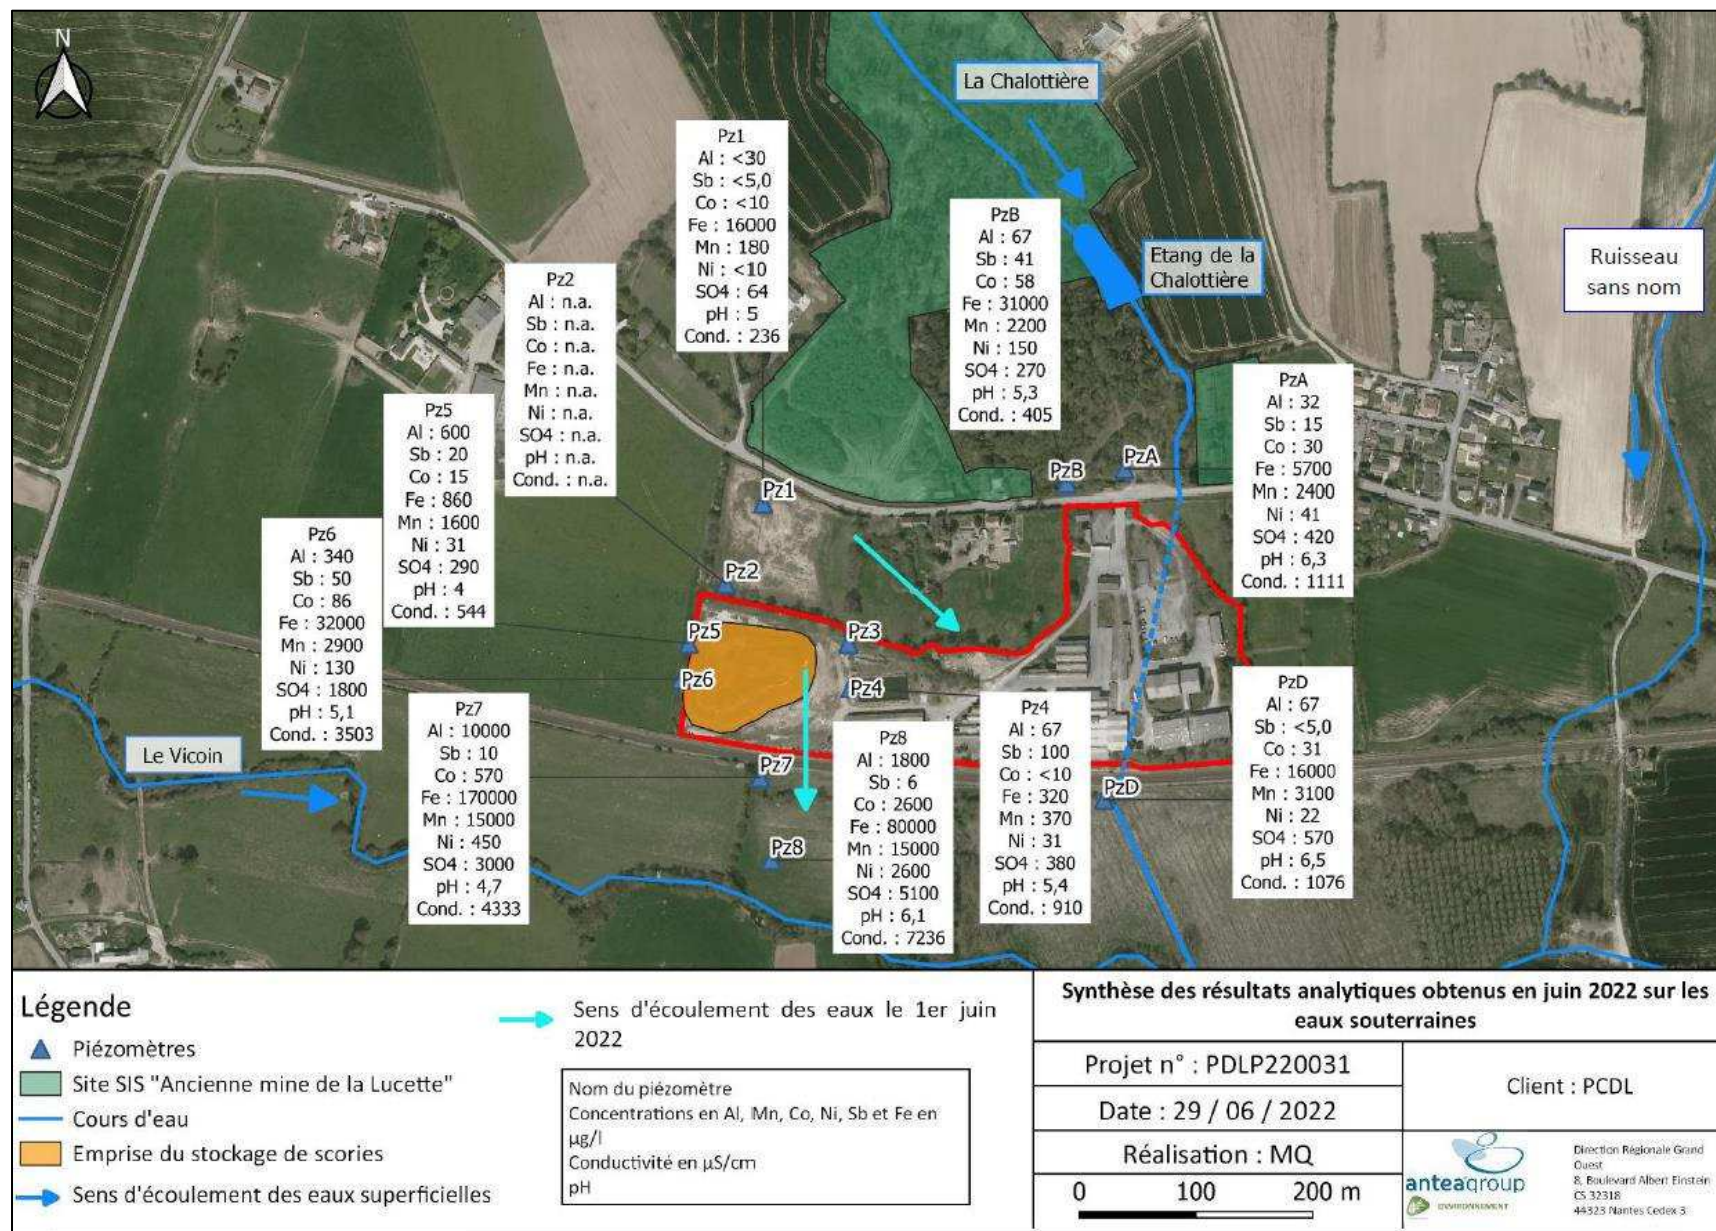 N
La Chalottière
Pz1
Al : <30
Sb : <5,0
Co : <10
Fe : 16000
Mn : 180
Ni : <10
SO4 : 64
pH : 5
Cond. : 236
PzB
Al : 67
Sb : 41
Co : 58
Fe : 31000
Mn : 2200
Ni : 150
SO4 : 270
pH : 5,3
Cond. : 405
Etang de la
Chalottière
Ruisseau
sans nom
Pz2
Al : n.a.
Sb : n.a.
Co : n.a.
Fe : n.a.
Mn : n.a.
Ni : n.a.
SO4 : n.a.
pH : n.a.
Cond. : n.a.
PzA
Al : 32
Sb : 15
Co : 30
Fe : 5700
Mn : 2400
Ni : 41
SO4 : 420
pH : 6,3
Cond. : 1111
Pz5
Al : 600
Sb : 20
Co : 15
Fe : 860
Mn : 1600
Ni : 31
SO4 : 290
pH : 4
Cond. : 544
Pz6
Al : 340
Sb : 50
Co : 86
Fe : 32000
Mn : 2900
Ni : 130
SO4 : 1800
pH : 5,1
Cond. : 3503
PzA
PzB
Pz1
Pz2
Pz5
Pz3
Pz6
Pz4
Pz7
PzD
Pz8
Le Vicoin
Pz7
Al : 10000
Sb : 10
Co : 570
Fe : 170000
Mn : 15000
Ni : 450
SO4 : 3000
pH : 4,7
Cond. : 4333
Pz8
Al : 1800
Sb : 6
Co : 2600
Fe : 80000
Mn : 15000
Ni : 2600
SO4 : 5100
pH : 6,1
Cond. : 7236
Pz4
Al : 67
Sb : 100
Co : <10
Fe : 320
Mn : 370
Ni : 31
SO4 : 380
pH : 5,4
Cond. : 910
PzD
Al : 67
Sb : <5,0
Co : 31
Fe : 16000
Mn : 3100
Ni : 22
SO4 : 570
pH : 6,5
Cond. : 1076
Légende
Piézomètres
Site SIS "Ancienne mine de la Lucette"
Cours d'eau
Emprise du stockage de scories
Sens d'écoulement des eaux superficielles
Sens d'écoulement des eaux le 1er juin
2022
Nom du piézomètre
Concentrations en Al, Mn, Co, Ni, Sb et Fe en
µg/l
Conductivité en µS/cm
pH
Synthèse des résultats analytiques obtenus en juin 2022 sur les
eaux souterraines
Projet n° : PDLP220031
Date : 29 / 06 / 2022
Réalisation : MQ
0 100 200 m
Client : PCDL
anteagroup
ENVIRONNEMENT
Direction Régionale Grand
Ouest
8, Boulevard Albert Einstein
CS 32318
44323 Nantes Cedex 3